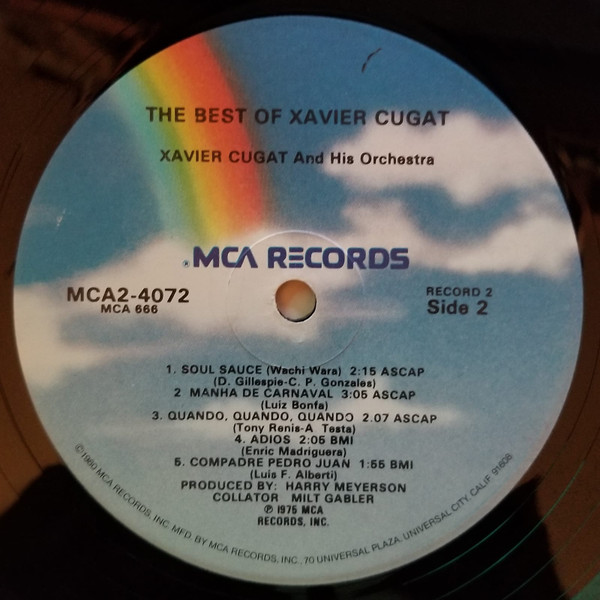 THE BEST OF XAVIER CUGAT
XAVIER CUGAT And His Orchestra
®MCA RECORDS
MCA2-4072
MCA 666
RECORD 2
Side 2
1. SOUL SAUCE (Wachi Wara) 2:15 ASCAP
(D. Gillespie-C. P. Gonzales)
2 MANHA DE CARNAVAL 3:05 ASCAP
(Luiz Bonfa)
3. QUANDO, QUANDO, QUANDO 2.07 ASCAP
(Tony Renis-A Testa)
4. ADIOS 2:05 BMI
(Enric Madriguera)
5. COMPADRE PEDRO JUAN 1:55 BMI
(Luis F. Alberti)
PRODUCED BY: HARRY MEYERSON
COLLATOR MILT GABLER
℗ 1975 MCA
RECORDS, INC.
©1980 MCA RECORDS, INC. MFD. BY MCA RECORDS, INC., 70 UNIVERSAL PLAZA, UNIVERSAL CITY, CALIF. 91608